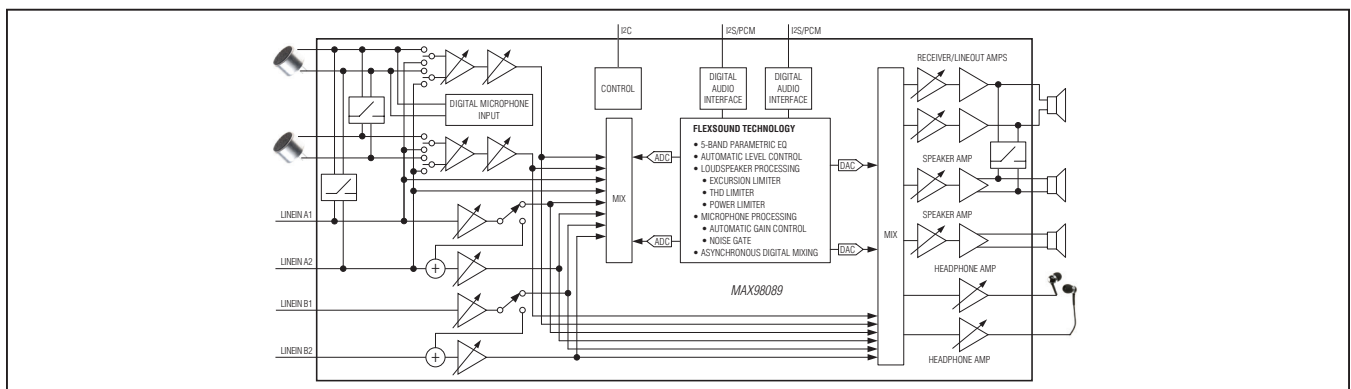 I²C
I²S/PCM
I²S/PCM
RECEIVER/LINEOUT AMPS
CONTROL
DIGITAL
AUDIO
INTERFACE
DIGITAL
AUDIO
INTERFACE
DIGITAL MICROPHONE
INPUT
FLEXSOUND TECHNOLOGY
• 5-BAND PARAMETRIC EQ
• AUTOMATIC LEVEL CONTROL
• LOUDSPEAKER PROCESSING
• EXCURSION LIMITER
• THD LIMITER
• POWER LIMITER
• MICROPHONE PROCESSING
• AUTOMATIC GAIN CONTROL
• NOISE GATE
• ASYNCHRONOUS DIGITAL MIXING
ADC
ADC
DAC
DAC
MIX
MIX
SPEAKER AMP
SPEAKER AMP
LINEIN A1
LINEIN A2
LINEIN B1
LINEIN B2
+
+
MAX98089
HEADPHONE AMP
HEADPHONE AMP